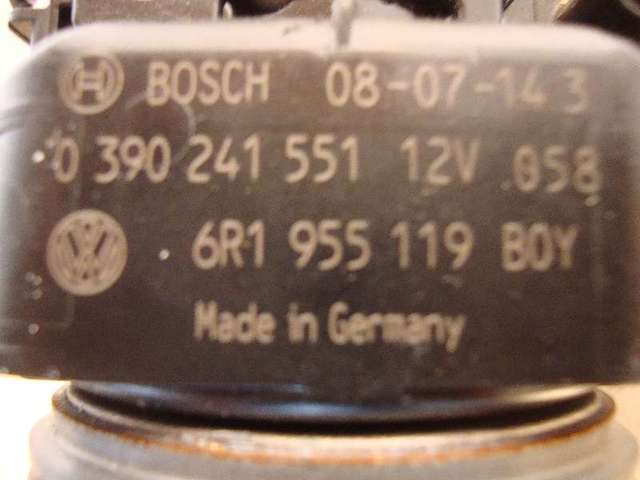 BOSCH 08-07-14 3
0 390 241 551 12V 058
6R1 955 119 BOY
Made in Germany